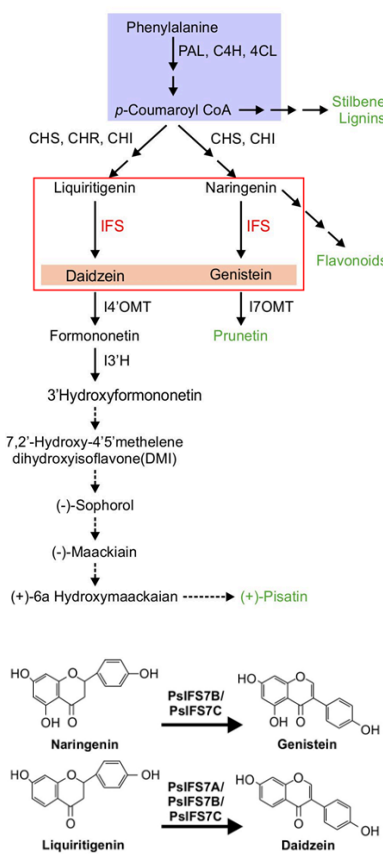 Phenylalanine
PAL, C4H, 4CL
p-Coumaroyl CoA
Stilbene
Lignins
CHS, CHR, CHI
CHS, CHI
Liquiritigenin
Naringenin
IFS
IFS
Flavonoids
Daidzein
Genistein
I4'OMT
I7OMT
Formononetin
Prunetin
I3'H
3'Hydroxyformononetin
7,2'-Hydroxy-4'5'methelene
dihydroxyisoflavone(DMI)
(-)-Sophorol
(-)-Maackiain
(+)-6a Hydroxymaackaian
(+)-Pisatin
HO
O
OH
OH
O
Naringenin
PsIFS7B/
PsIFS7C
HO
O
OH
O
OH
Genistein
HO
O
OH
O
Liquiritigenin
PsIFS7A/
PsIFS7B/
PsIFS7C
HO
O
O
OH
Daidzein